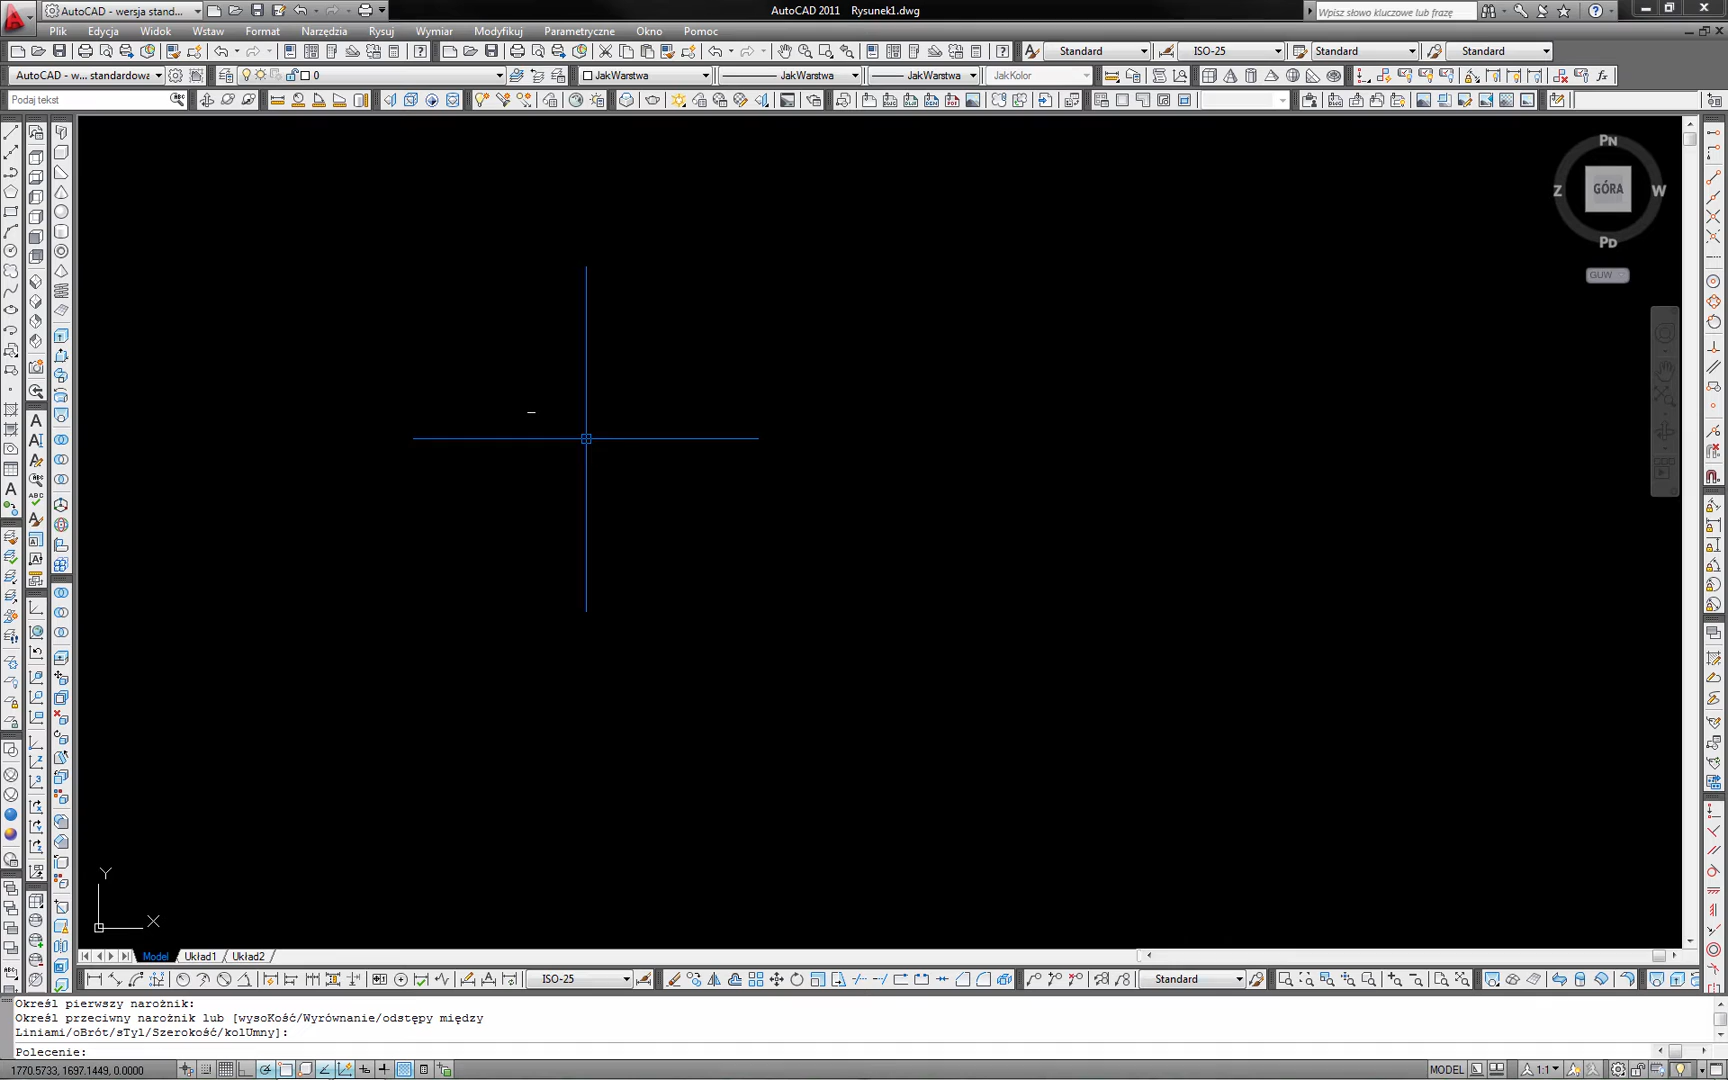 AutoCAD - wersja stand...
AutoCAD 2011 Rysunek1.dwg
Wpisz słowo kluczowe lub frazę
Plik Edycja Widok Wstaw Format Narzędzia Rysuj Wymiar Modyfikuj Parametryczne Okno Pomoc
Standard ISO-25 Standard Standard
AutoCAD - w... standardowa 0 JakWarstwa JakWarstwa JakWarstwa JakKolor
Podaj tekst
PN
Z GÓRA W
PD
GUW
Y
X
Model Układ1 Układ2
ISO-25 Standard
Określ pierwszy narożnik:
Określ przeciwny narożnik lub [wysoKość/Wyrównanie/odstępy między
Liniami/oBrót/sTyl/Szerokość/kolUmny]:
Polecenie:
1770.5733, 1697.1449, 0.0000 MODEL 1:1